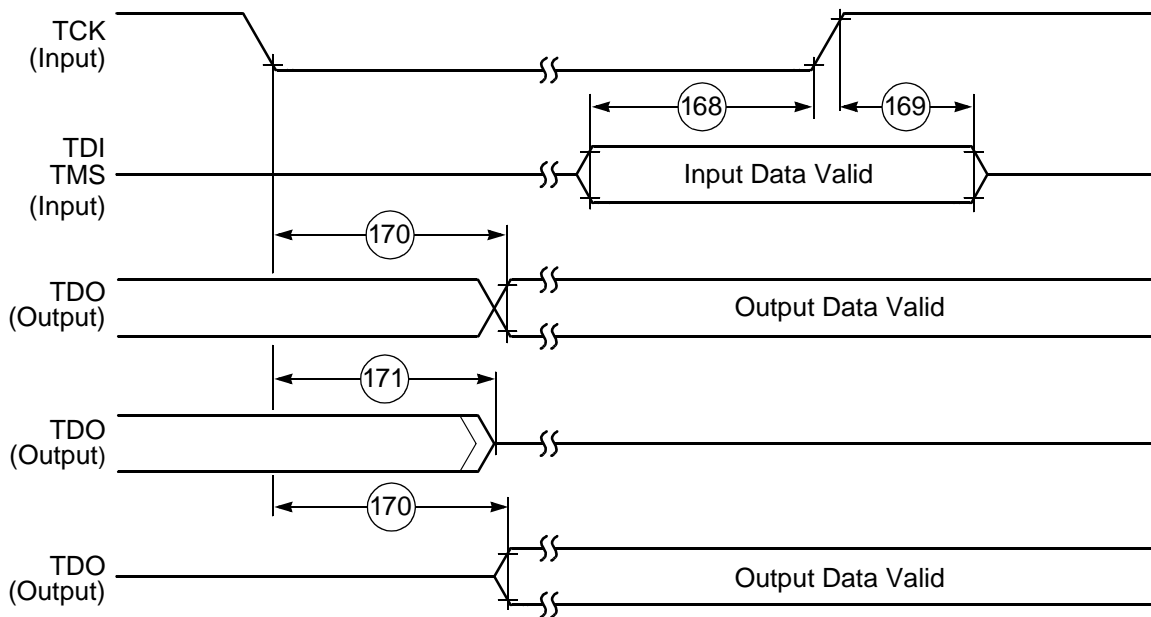 TCK
(Input)
168
169
TDI
TMS
(Input)
Input Data Valid
170
TDO
(Output)
Output Data Valid
171
TDO
(Output)
170
TDO
(Output)
Output Data Valid